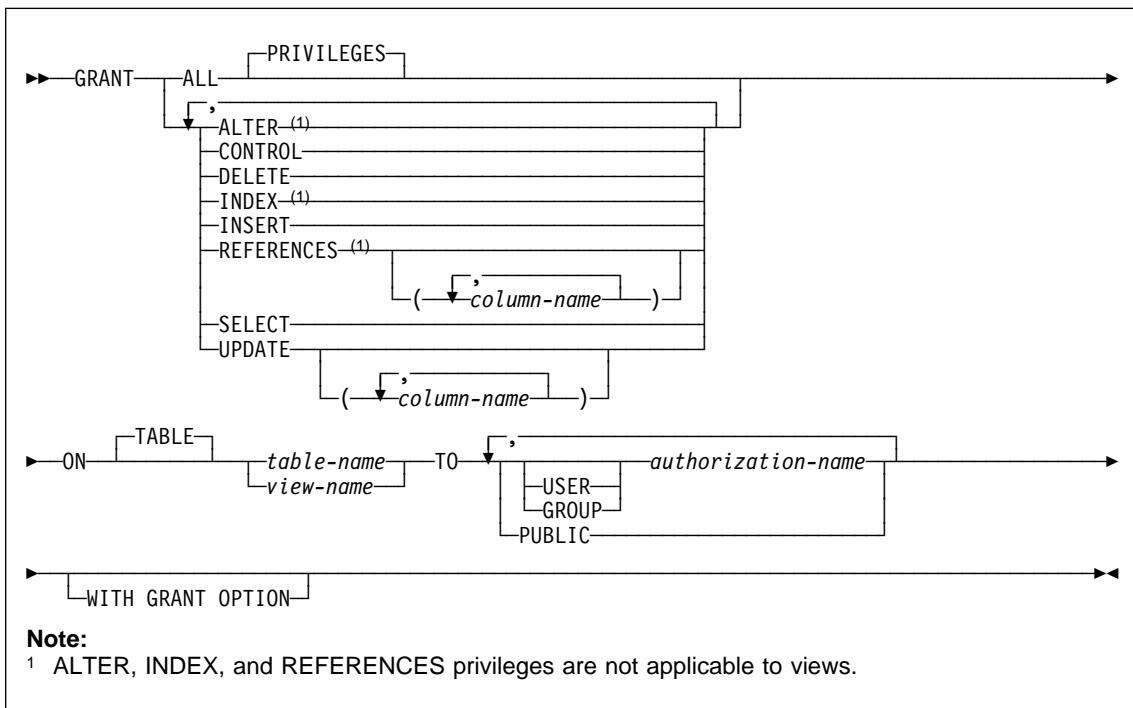 PRIVILEGES
GRANT ALL
,
ALTER (1)
CONTROL
DELETE
INDEX (1)
INSERT
REFERENCES (1)
,
( column-name )
SELECT
UPDATE
,
( column-name )
TABLE ,
ON table-name TO authorization-name
view-name USER
GROUP
PUBLIC
WITH GRANT OPTION
Note:
1 ALTER, INDEX, and REFERENCES privileges are not applicable to views.